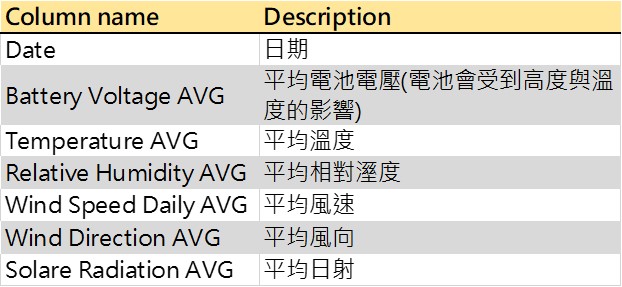 Column name Description
Date 日期
Battery Voltage AVG 平均電池電壓(電池會受到高度與溫
度的影響)
Temperature AVG 平均溫度
Relative Humidity AVG 平均相對溼度
Wind Speed Daily AVG 平均風速
Wind Direction AVG 平均風向
Solare Radiation AVG 平均日射